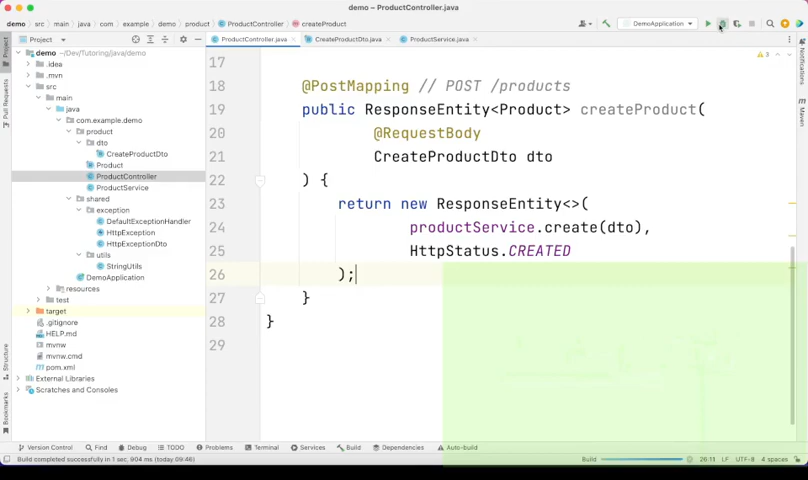 demo – ProductController.java
demo
src
main
java
com
example
demo
product
ProductController
createProduct
DemoApplication
Project
ProductController.java
CreateProductDto.java
ProductService.java
demo ~/Dev/Tutoring/java/demo
.idea
.mvn
src
main
java
com.example.demo
product
dto
CreateProductDto
Product
ProductController
ProductService
shared
exception
DefaultExceptionHandler
HttpException
HttpExceptionDto
utils
StringUtils
DemoApplication
resources
test
target
.gitignore
HELP.md
mvnw
mvnw.cmd
pom.xml
External Libraries
Scratches and Consoles
Project
Pull Requests
Structure
Bookmarks
17
18 @PostMapping // POST /products
19 public ResponseEntity<Product> createProduct(
20 @RequestBody
21 CreateProductDto dto
22 ) {
23 return new ResponseEntity<>(
24 productService.create(dto),
25 HttpStatus.CREATED
26 );
27 }
28 }
29
3
Notifications
Maven
Version Control
Find
Debug
TODO
Problems
Terminal
Services
Build
Dependencies
Auto-build
Build completed successfully in 1 sec, 904 ms (today 09:46)
Build
26:11
LF
UTF-8
4 spaces